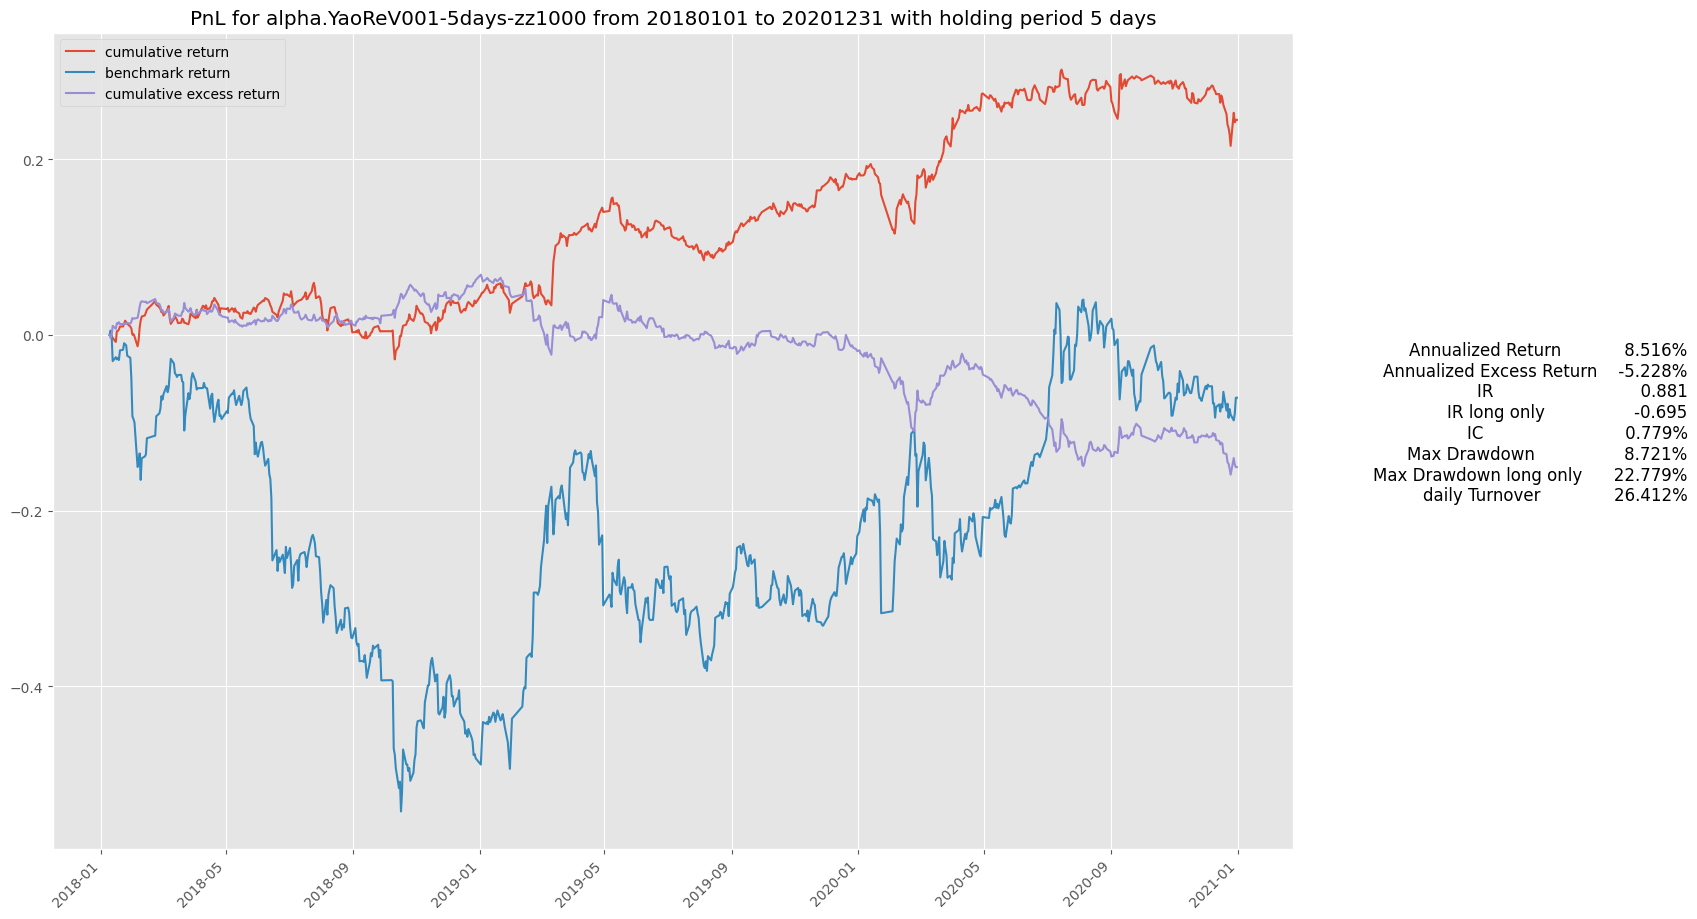 PnL for alpha.YaoReV001-5days-zz1000 from 20180101 to 20201231 with holding period 5 days
cumulative return
benchmark return
cumulative excess return
0.2
0.0
−0.2
−0.4
2018-01
2018-05
2018-09
2019-01
2019-05
2019-09
2020-01
2020-05
2020-09
2021-01
Annualized Return 8.516%
Annualized Excess Return -5.228%
IR 0.881
IR long only -0.695
IC 0.779%
Max Drawdown 8.721%
Max Drawdown long only 22.779%
daily Turnover 26.412%